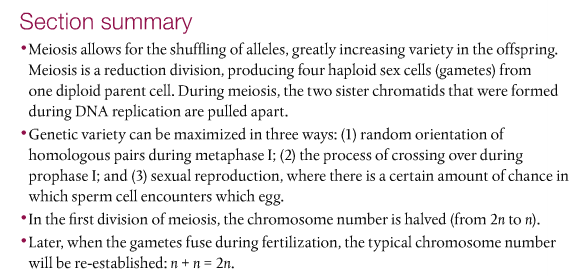 Section summary
• Meiosis allows for the shuffling of alleles, greatly increasing variety in the offspring.
Meiosis is a reduction division, producing four haploid sex cells (gametes) from
one diploid parent cell. During meiosis, the two sister chromatids that were formed
during DNA replication are pulled apart.
• Genetic variety can be maximized in three ways: (1) random orientation of
homologous pairs during metaphase I; (2) the process of crossing over during
prophase I; and (3) sexual reproduction, where there is a certain amount of chance in
which sperm cell encounters which egg.
• In the first division of meiosis, the chromosome number is halved (from 2n to n).
• Later, when the gametes fuse during fertilization, the typical chromosome number
will be re-established: n + n = 2n.